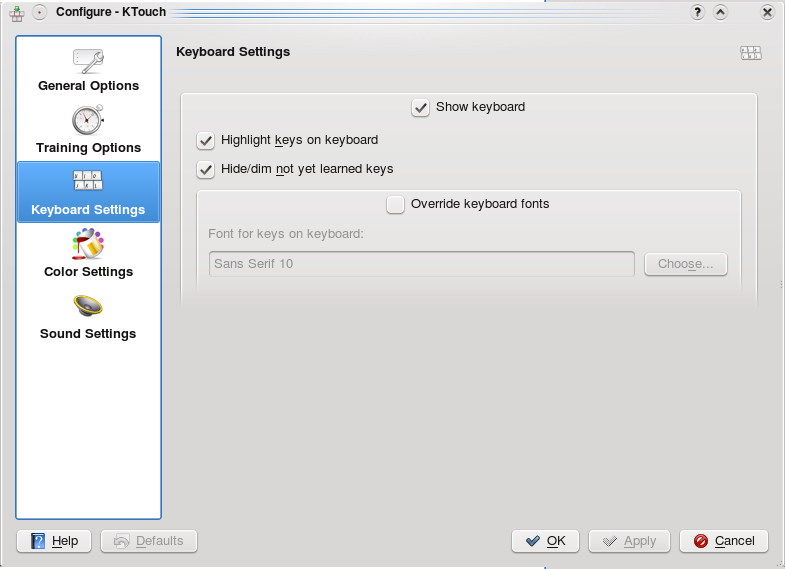 Configure - KTouch
General Options
Training Options
Keyboard Settings
Color Settings
Sound Settings
Keyboard Settings
Show keyboard
Highlight keys on keyboard
Hide/dim not yet learned keys
Override keyboard fonts
Font for keys on keyboard:
Sans Serif 10
Choose...
Help
Defaults
OK
Apply
Cancel